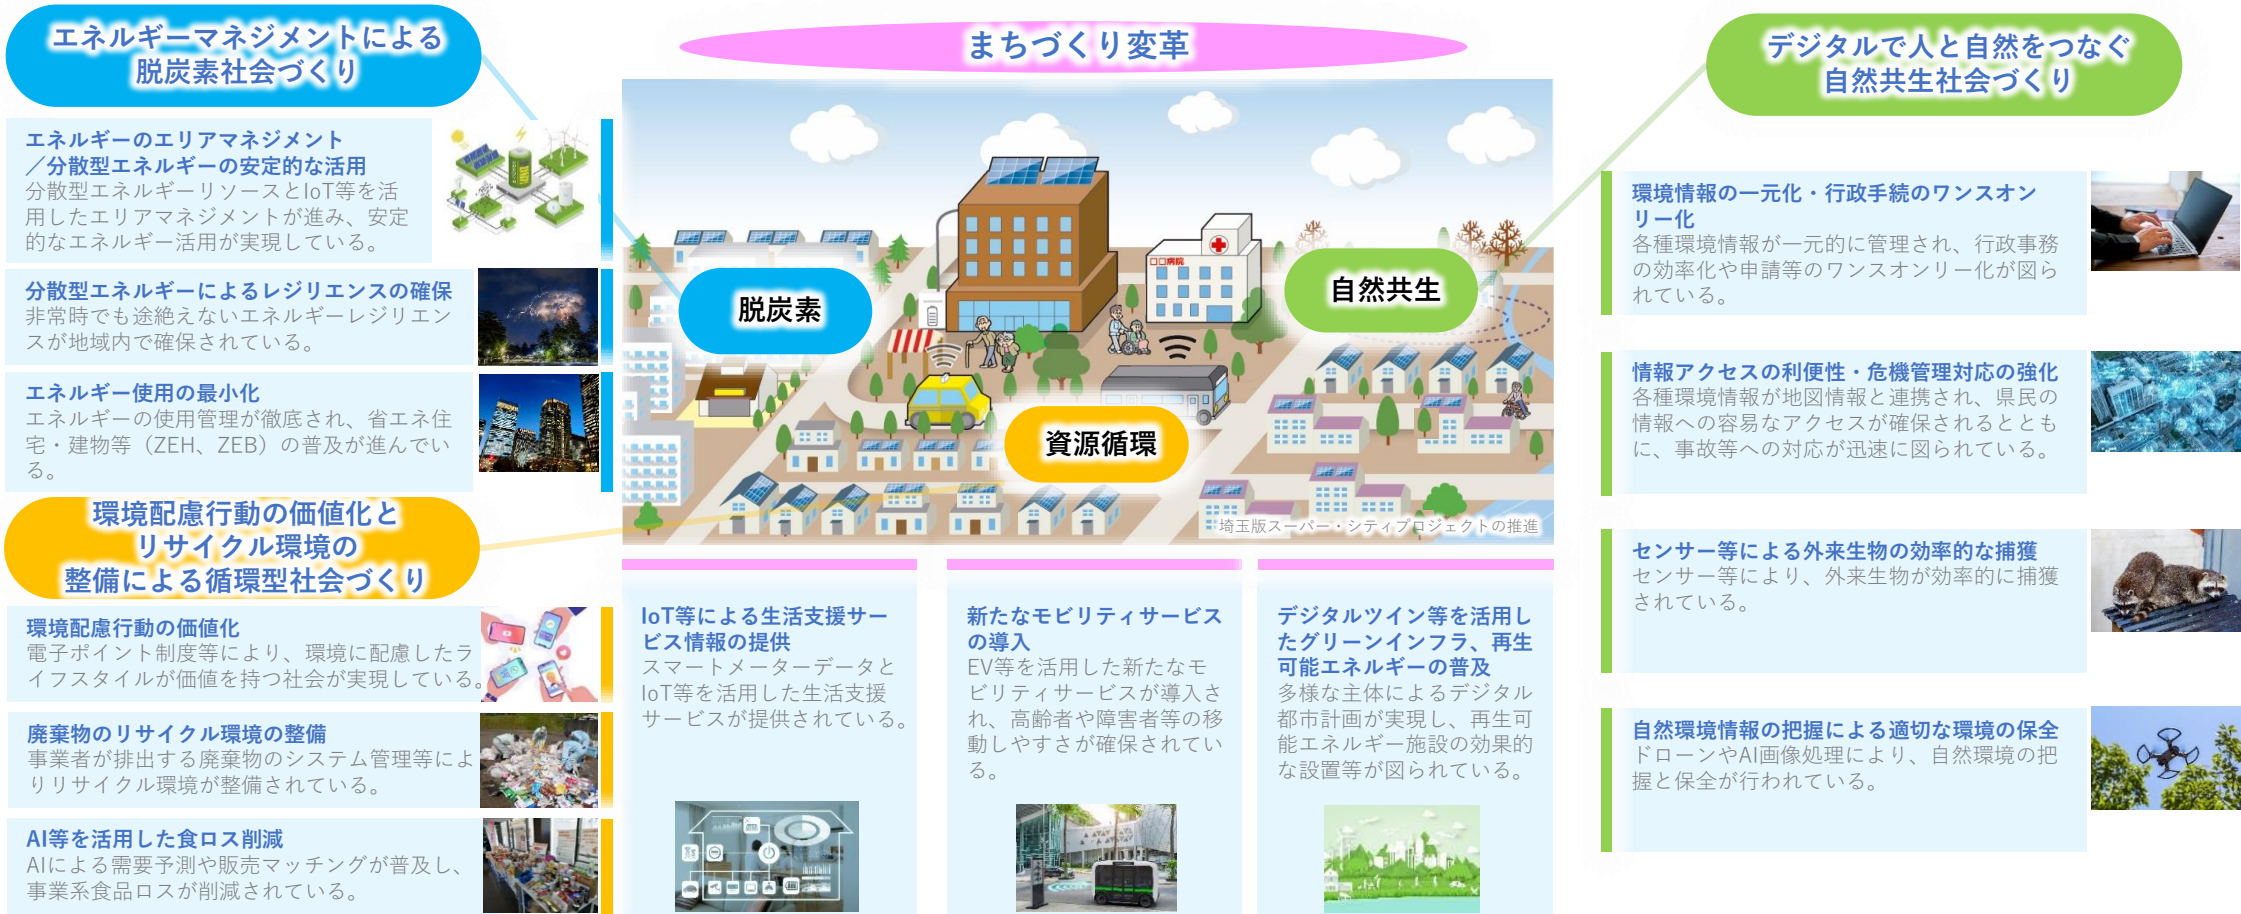 エネルギーマネジメントによる
脱炭素社会づくり
エネルギーのエリアマネジメント
／分散型エネルギーの安定的な活用
分散型エネルギーリソースとIoT等を活
用したエリアマネジメントが進み、安定
的なエネルギー活用が実現している。
分散型エネルギーによるレジリエンスの確保
非常時でも途絶えないエネルギーレジリエン
スが地域内で確保されている。
エネルギー使用の最小化
エネルギーの使用管理が徹底され、省エネ住
宅・建物等（ZEH、ZEB）の普及が進んでい
る。
環境配慮行動の価値化と
リサイクル環境の
整備による循環型社会づくり
環境配慮行動の価値化
電子ポイント制度等により、環境に配慮したラ
イフスタイルが価値を持つ社会が実現している。
廃棄物のリサイクル環境の整備
事業者が排出する廃棄物のシステム管理等によ
りリサイクル環境が整備されている。
AI等を活用した食ロス削減
AIによる需要予測や販売マッチングが普及し、
事業系食品ロスが削減されている。
まちづくり変革
口口病院
脱炭素
自然共生
資源循環
埼玉版スーパー・シティプロジェクトの推進
IoT等による生活支援サー
ビス情報の提供
スマートメーターデータと
IoT等を活用した生活支援
サービスが提供されている。
新たなモビリティサービス
の導入
EV等を活用した新たなモ
ビリティサービスが導入さ
れ、高齢者や障害者等の移
動しやすさが確保されてい
る。
デジタルツイン等を活用し
たグリーンインフラ、再生
可能エネルギーの普及
多様な主体によるデジタル
都市計画が実現し、再生可
能エネルギー施設の効果的
な設置等が図られている。
デジタルで人と自然をつなぐ
自然共生社会づくり
環境情報の一元化・行政手続のワンスオン
リー化
各種環境情報が一元的に管理され、行政事務
の効率化や申請等のワンスオンリー化が図ら
れている。
情報アクセスの利便性・危機管理対応の強化
各種環境情報が地図情報と連携され、県民の
情報への容易なアクセスが確保されるととも
に、事故等への対応が迅速に図られている。
センサー等による外来生物の効率的な捕獲
センサー等により、外来生物が効率的に捕獲
されている。
自然環境情報の把握による適切な環境の保全
ドローンやAI画像処理により、自然環境の把
握と保全が行われている。